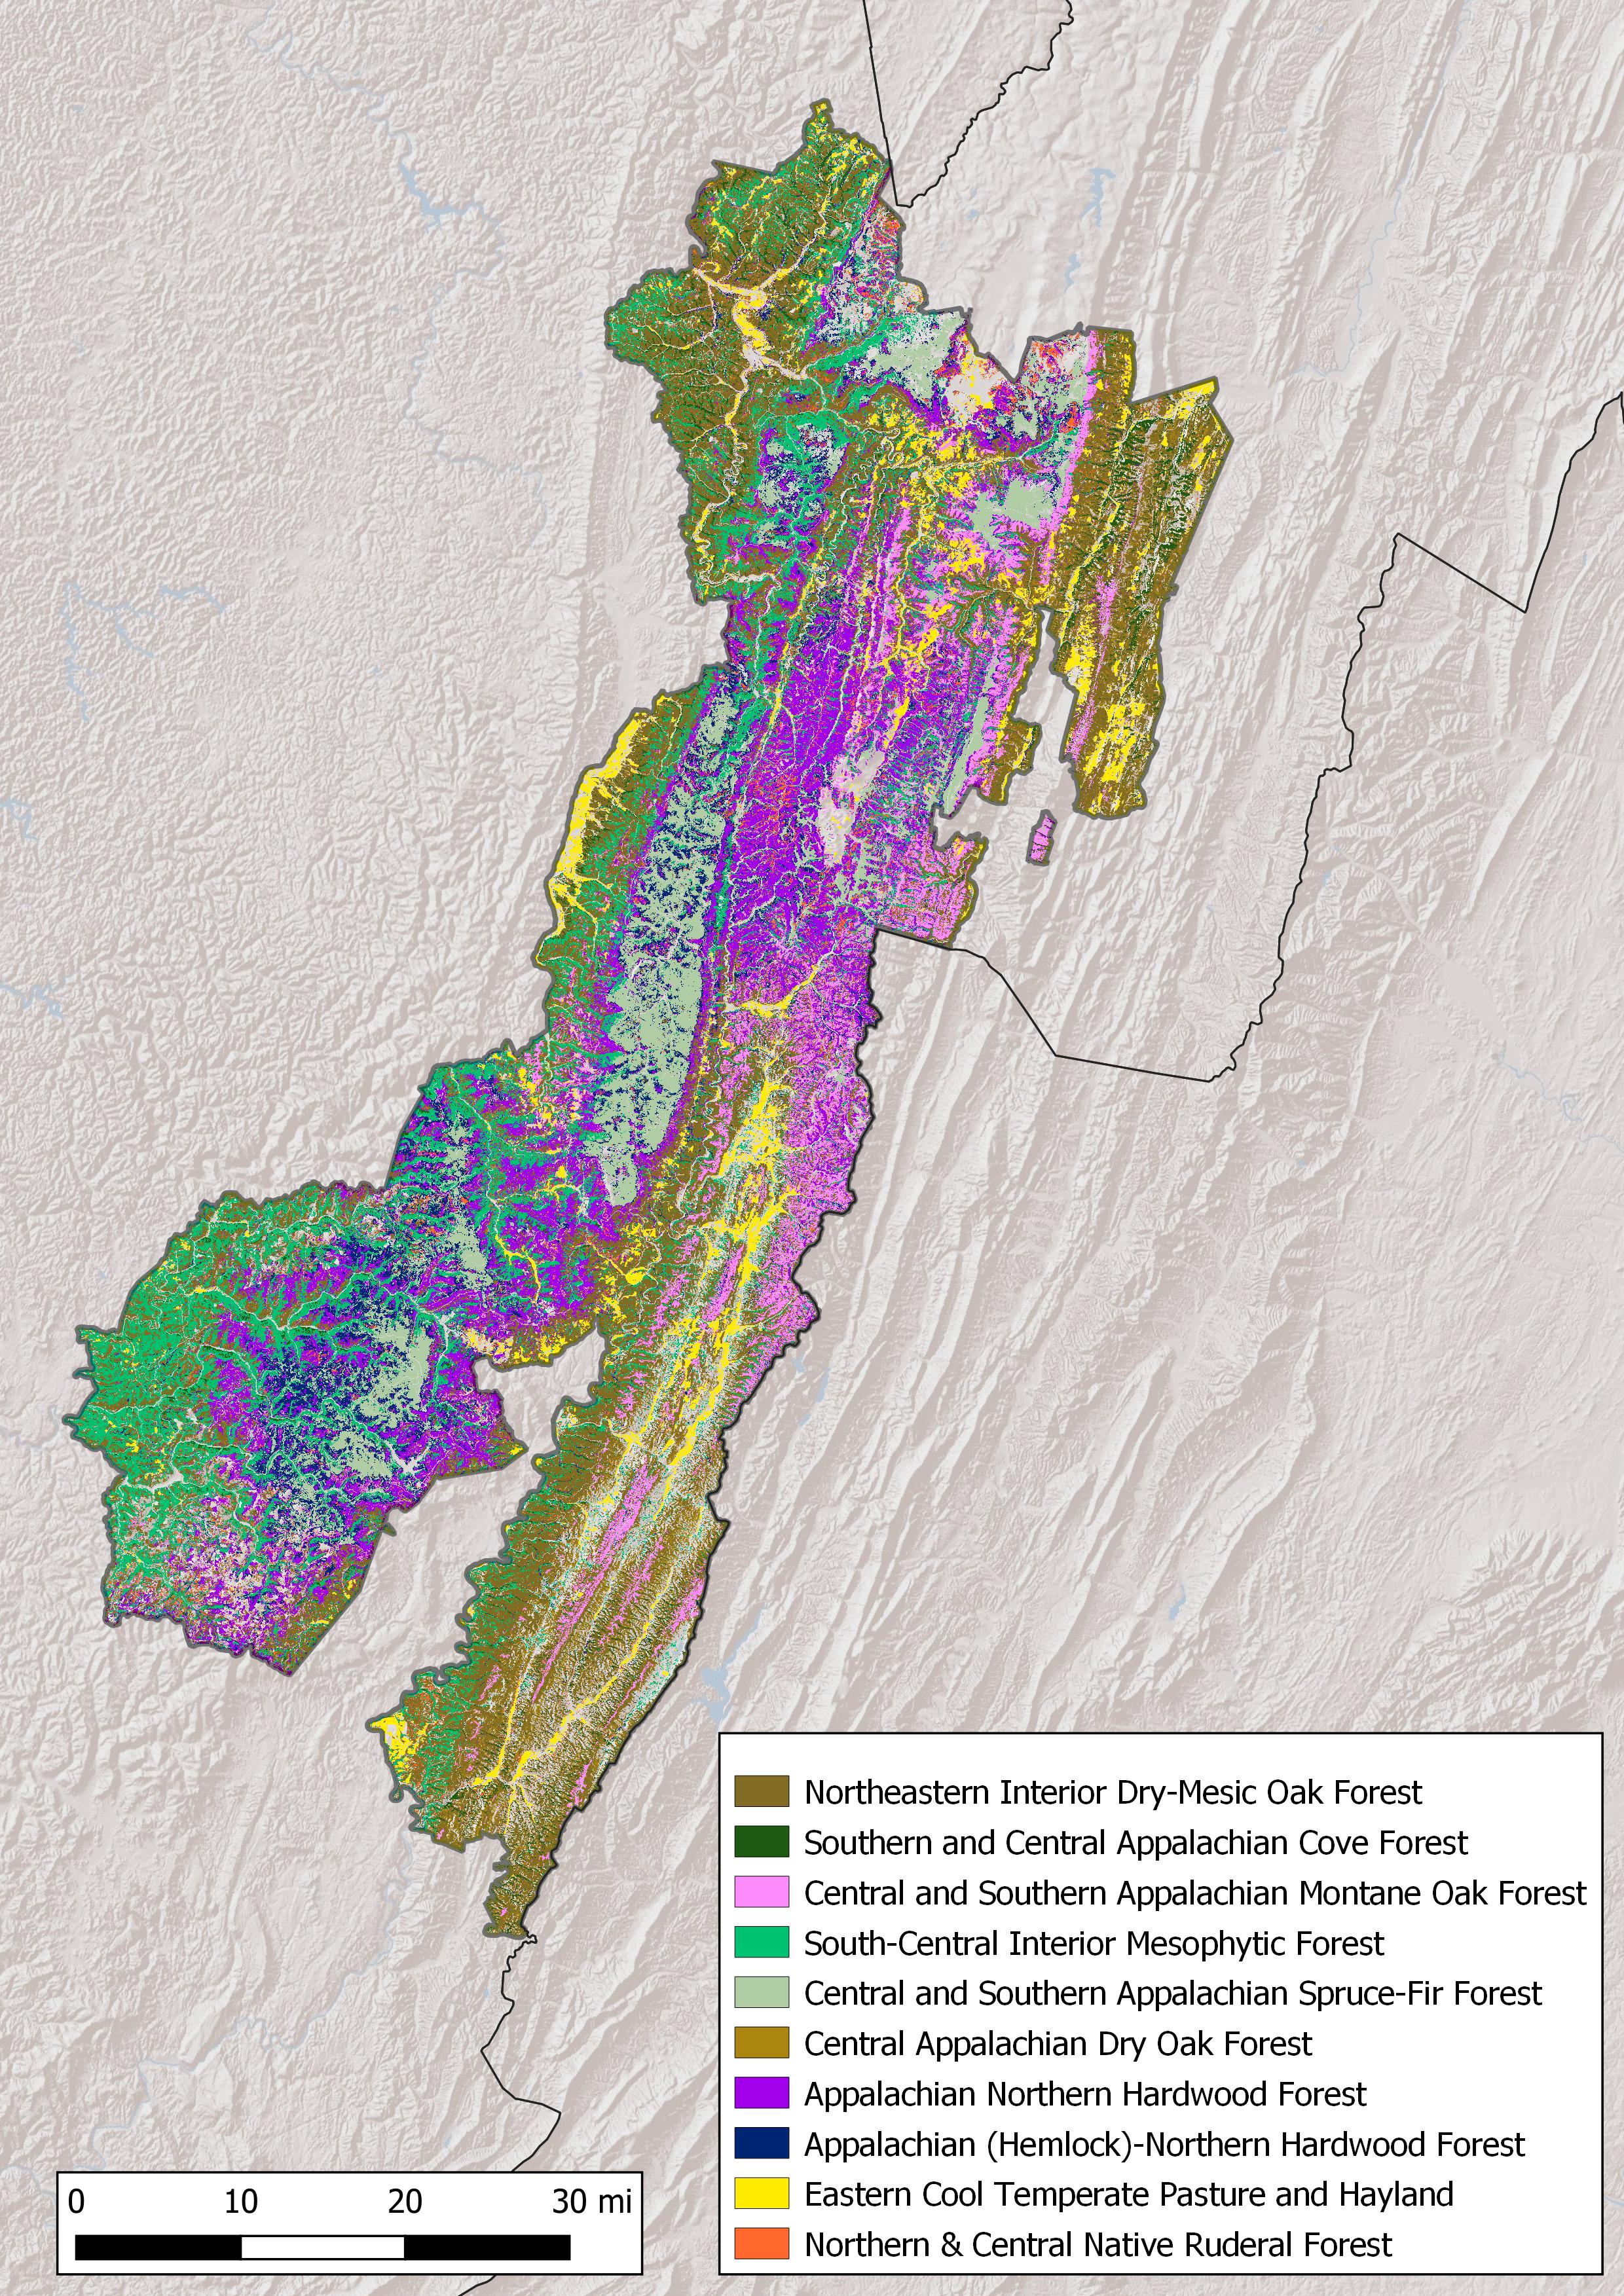 Northeastern Interior Dry-Mesic Oak Forest
Southern and Central Appalachian Cove Forest
Central and Southern Appalachian Montane Oak Forest
South-Central Interior Mesophytic Forest
Central and Southern Appalachian Spruce-Fir Forest
Central Appalachian Dry Oak Forest
Appalachian Northern Hardwood Forest
Appalachian (Hemlock)-Northern Hardwood Forest
Eastern Cool Temperate Pasture and Hayland
Northern & Central Native Ruderal Forest
0 10 20 30 mi